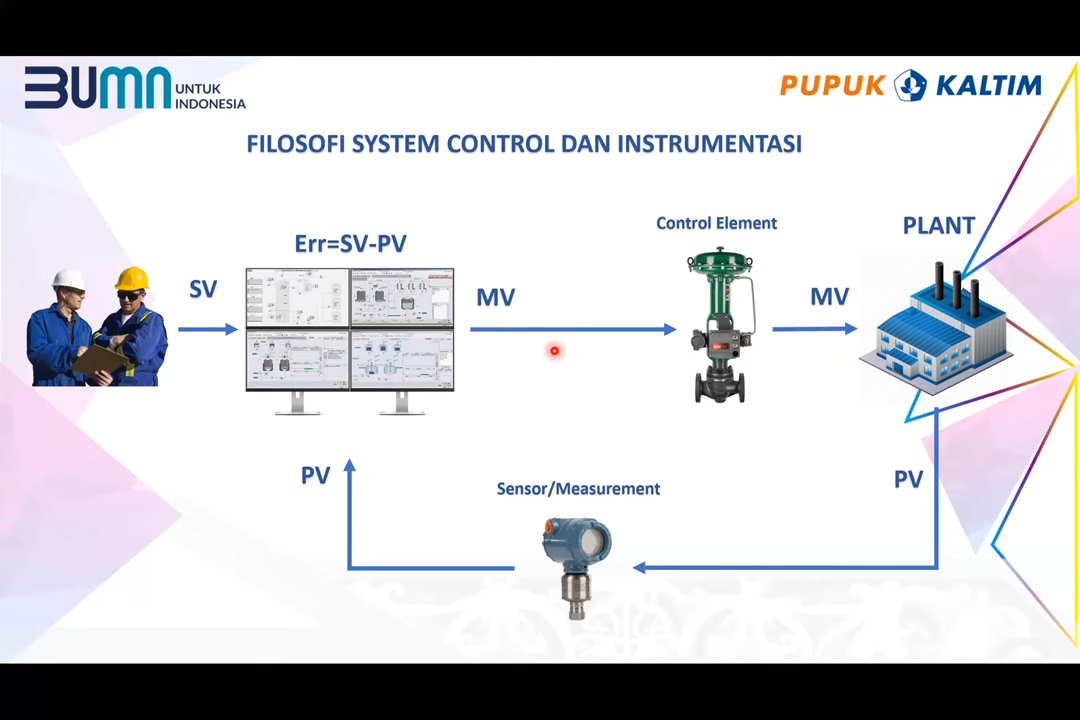 BUMN UNTUK
INDONESIA
PUPUK KALTIM
FILOSOFI SYSTEM CONTROL DAN INSTRUMENTASI
Control Element
PLANT
Err=SV-PV
SV
MV
MV
PV
Sensor/Measurement
PV